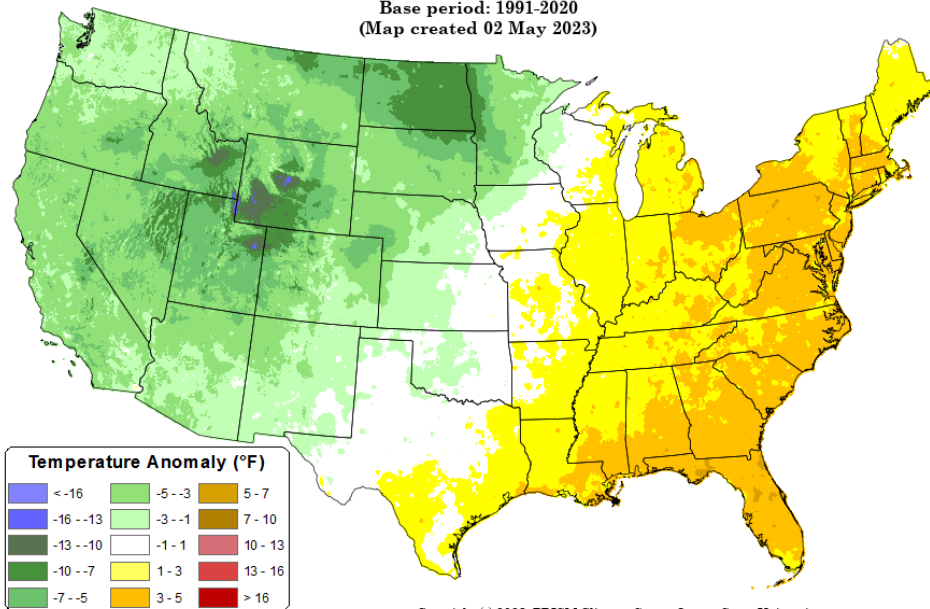 Base period: 1991-2020
(Map created 02 May 2023)
Temperature Anomaly (°F)
< -16
-16 - -13
-13 - -10
-10 - -7
-7 - -5
-5 - -3
-3 - -1
-1 - 1
1 - 3
3 - 5
5 - 7
7 - 10
10 - 13
13 - 16
> 16